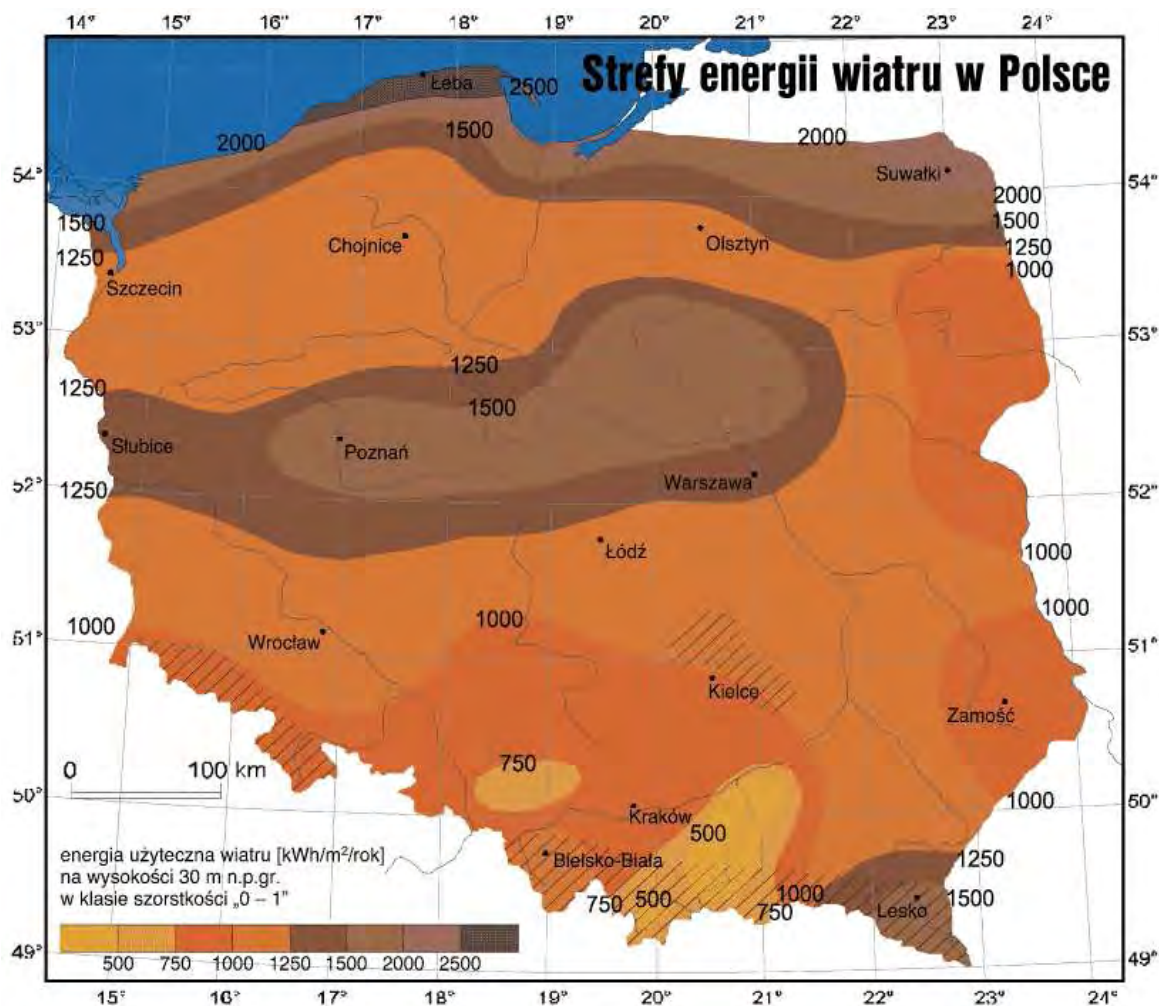 14° 15° 16° 17° 18° 19° 20° 21° 22° 23° 24°
Strefy energii wiatru w Polsce
Łeba
2500
2000
1500
2000
54°
Suwałki
54°
2000
1500
1500
Chojnice
Olsztyn
1250
1250
1000
Szczecin
53°
53°
1250
1250
1500
Słubice
Poznań
1250
Warszawa
52°
52°
Łódź
1000
1000
1000
1000
51°
Wrocław
51°
Kielce
Zamość
750
0 100 km
50°
1000
50°
Kraków
500
energia użyteczna wiatru [kWh/m²/rok]
na wysokości 30 m n.p.gr.
w klasie szorstkości „0 – 1”
Bielsko-Biała
1250
750
500
750
1000
1500
Lesko
500 750 1000 1250 1500 2000 2500
49°
49°
15° 16° 17° 18° 19° 20° 21° 22° 23° 24°